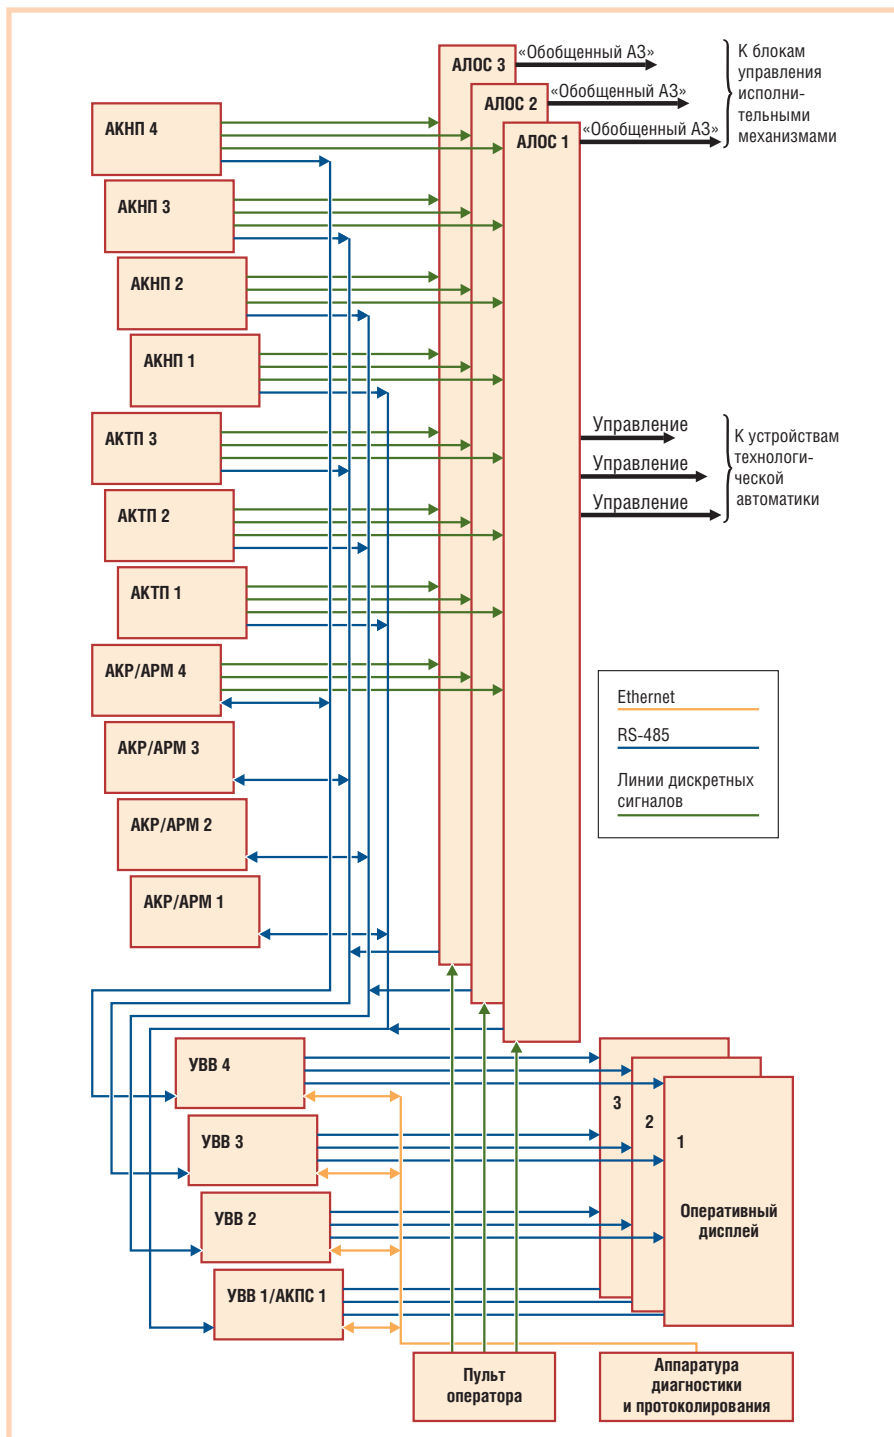 АЛОС 3
«Обобщенный АЗ»
АЛОС 2
«Обобщенный АЗ»
АЛОС 1
«Обобщенный АЗ»
К блокам
управления
исполни-
тельными
механизмами
АКНП 4
АКНП 3
АКНП 2
АКНП 1
АКТП 3
АКТП 2
АКТП 1
Управление
Управление
Управление
К устройствам
технологи-
ческой
автоматики
АКР/АРМ 4
АКР/АРМ 3
АКР/АРМ 2
АКР/АРМ 1
Ethernet
RS-485
Линии дискретных
сигналов
УВВ 4
УВВ 3
УВВ 2
УВВ 1/АКПС 1
3
2
1
Оперативный
дисплей
Пульт
оператора
Аппаратура
диагностики
и протоколирования